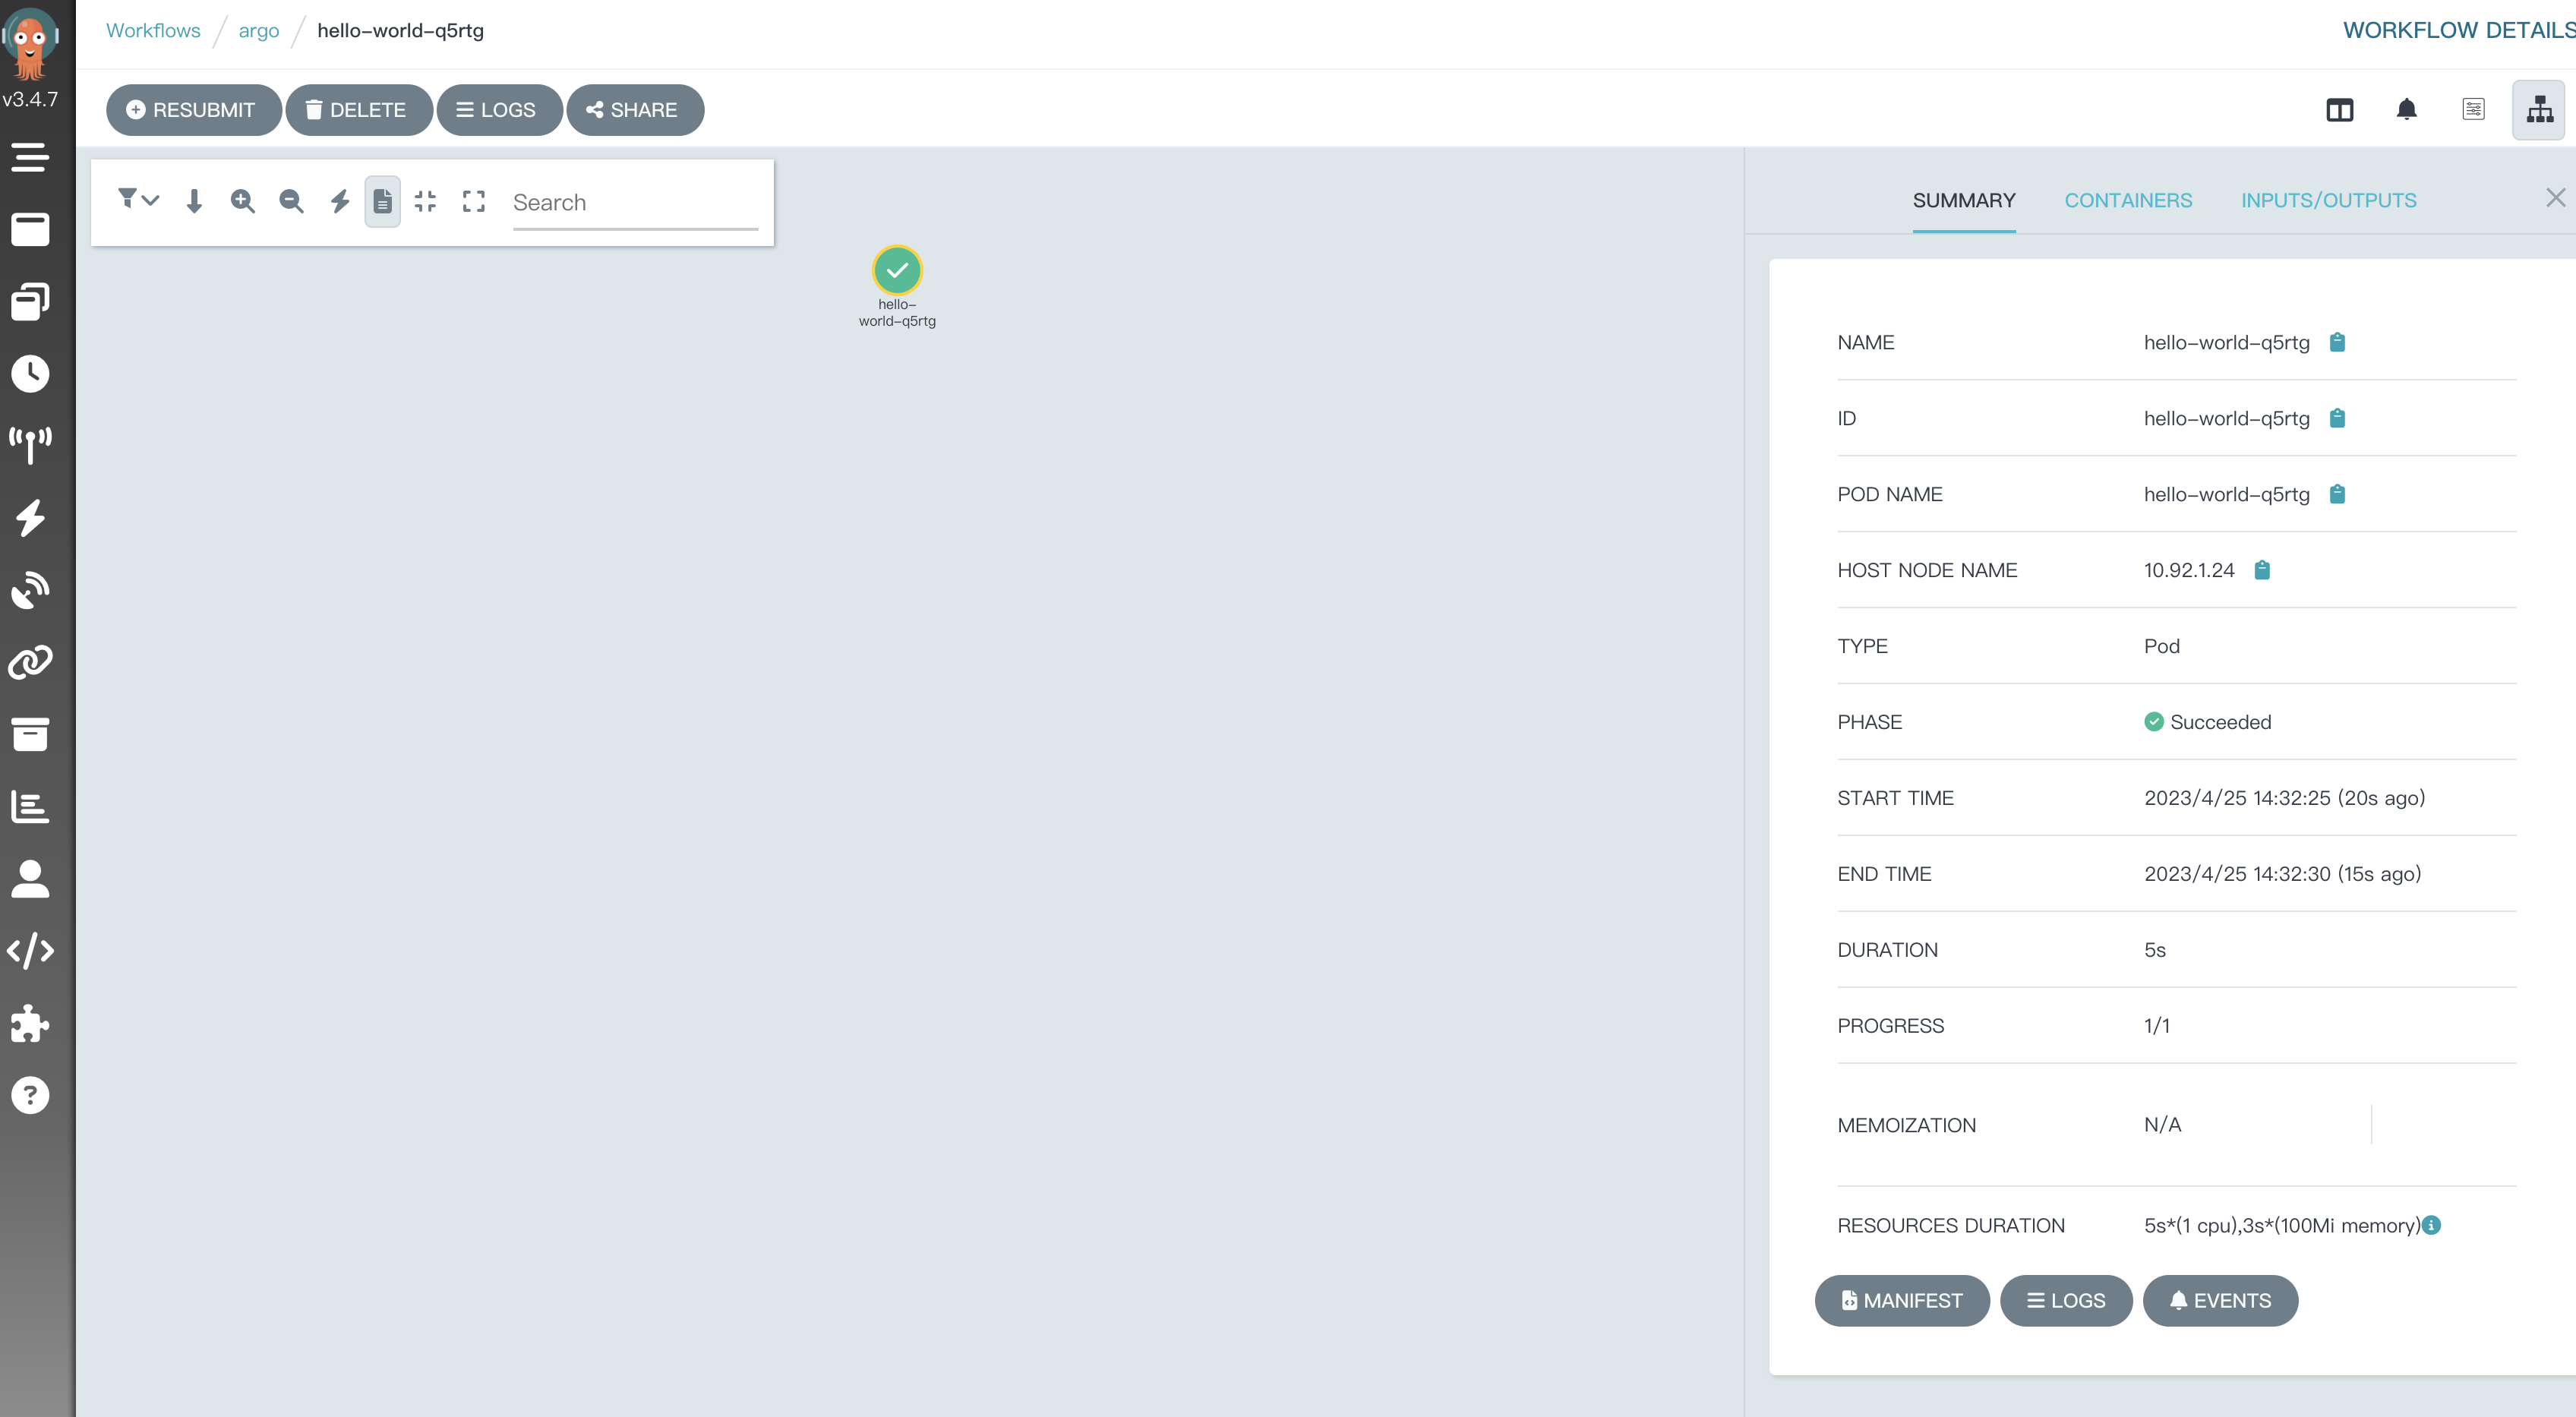 Workflows / argo / hello-world-q5rtg
WORKFLOW DETAILS
v3.4.7
RESUBMIT
DELETE
LOGS
SHARE
Search
hello-
world-q5rtg
SUMMARY
CONTAINERS
INPUTS/OUTPUTS
NAME hello-world-q5rtg
ID hello-world-q5rtg
POD NAME hello-world-q5rtg
HOST NODE NAME 10.92.1.24
TYPE Pod
PHASE Succeeded
START TIME 2023/4/25 14:32:25 (20s ago)
END TIME 2023/4/25 14:32:30 (15s ago)
DURATION 5s
PROGRESS 1/1
MEMOIZATION N/A
RESOURCES DURATION 5s*(1 cpu),3s*(100Mi memory)
MANIFEST
LOGS
EVENTS